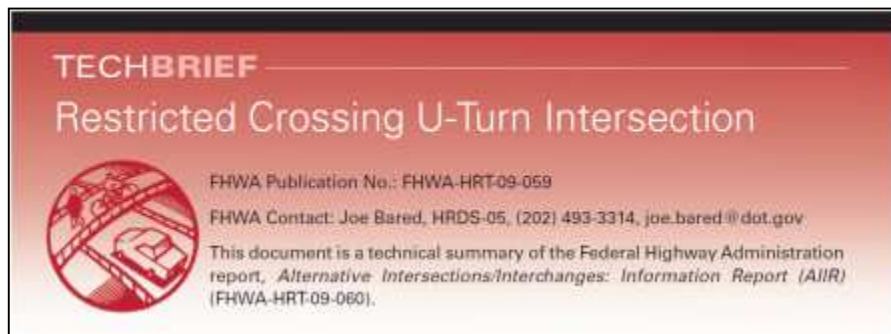 TECHBRIEF
Restricted Crossing U-Turn Intersection
FHWA Publication No.: FHWA-HRT-09-059
FHWA Contact: Joe Bared, HRDS-05, (202) 493-3314, joe.bared@dot.gov
This document is a technical summary of the Federal Highway Administration
report, Alternative Intersections/Interchanges: Information Report (AIIR)
(FHWA-HRT-09-060).